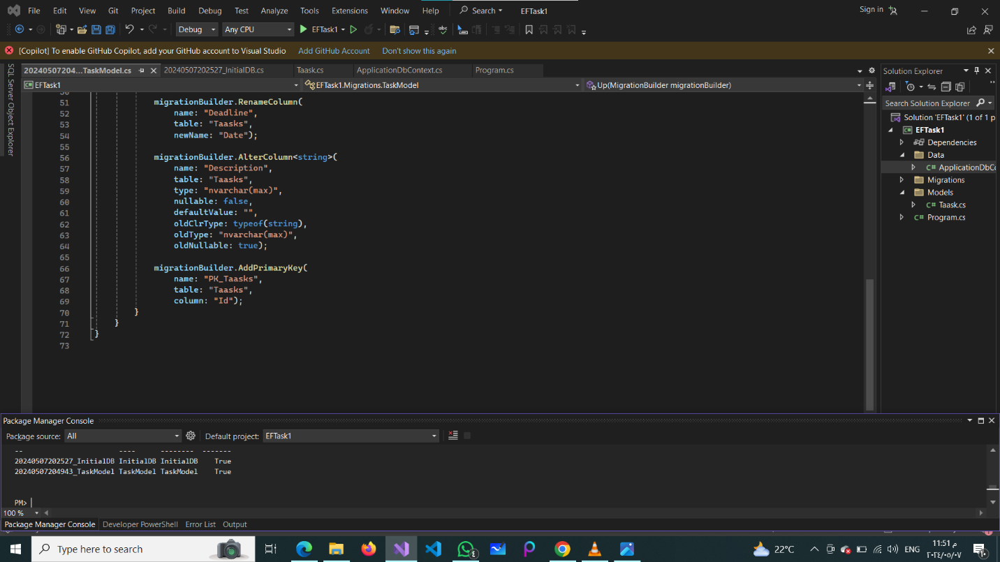 File Edit View Git Project Build Debug Test Analyze Tools Extensions Window Help Search EFTask1 Sign in
Debug Any CPU EFTask1
[Copilot] To enable GitHub Copilot, add your GitHub account to Visual Studio Add GitHub Account Don't show this again
SQL Server Object Explorer
20240507204...TaskModel.cs 20240507202527_InitialDB.cs Taask.cs ApplicationDbContext.cs Program.cs
EFTask1 EFTask1.Migrations.TaskModel Up(MigrationBuilder migrationBuilder)
51 migrationBuilder.RenameColumn(
52 name: "Deadline",
53 table: "Taasks",
54 newName: "Date");
55
56 migrationBuilder.AlterColumn<string>(
57 name: "Description",
58 table: "Taasks",
59 type: "nvarchar(max)",
60 nullable: false,
61 defaultValue: "",
62 oldClrType: typeof(string),
63 oldType: "nvarchar(max)",
64 oldNullable: true);
65
66 migrationBuilder.AddPrimaryKey(
67 name: "PK_Taasks",
68 table: "Taasks",
69 column: "Id");
70 }
71 }
72 }
73
Solution Explorer
Search Solution Explorer
Solution 'EFTask1' (1 of 1 p
EFTask1
Dependencies
Data
ApplicationDbCo
Migrations
Models
Taask.cs
Program.cs
Package Manager Console
Package source: All Default project: EFTask1
-- ---- -------- -------
20240507202527_InitialDB InitialDB InitialDB True
20240507204943_TaskModel TaskModel TaskModel True
PM>
100 %
Package Manager Console Developer PowerShell Error List Output
Type here to search 22°C ENG
١١:٥١ م
٢٠٢٤/٠٥/٠٧